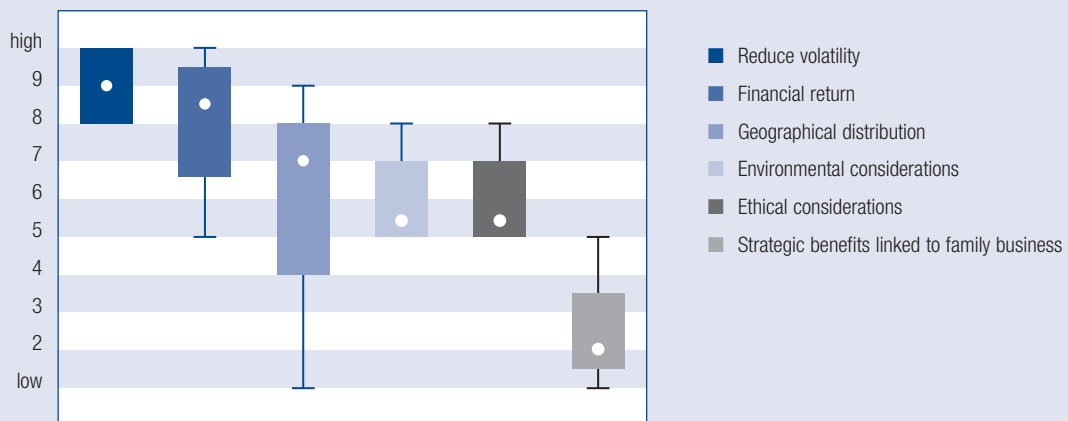 high
9
8
7
6
5
4
3
2
low
Reduce volatility
Financial return
Geographical distribution
Environmental considerations
Ethical considerations
Strategic benefits linked to family business